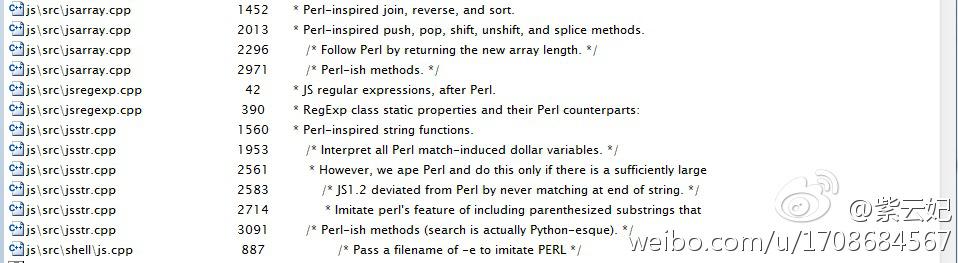 js\src\jsarray.cpp 1452 * Perl-inspired join, reverse, and sort.
js\src\jsarray.cpp 2013 * Perl-inspired push, pop, shift, unshift, and splice methods.
js\src\jsarray.cpp 2296 /* Follow Perl by returning the new array length. */
js\src\jsarray.cpp 2971 /* Perl-ish methods. */
js\src\jsregexp.cpp 42 * JS regular expressions, after Perl.
js\src\jsregexp.cpp 390 * RegExp class static properties and their Perl counterparts:
js\src\jsstr.cpp 1560 * Perl-inspired string functions.
js\src\jsstr.cpp 1953 /* Interpret all Perl match-induced dollar variables. */
js\src\jsstr.cpp 2561 * However, we ape Perl and do this only if there is a sufficiently large
js\src\jsstr.cpp 2583 /* JS1.2 deviated from Perl by never matching at end of string. */
js\src\jsstr.cpp 2714 * Imitate perl's feature of including parenthesized substrings that
js\src\jsstr.cpp 3091 /* Perl-ish methods (search is actually Python-esque). */
js\src\shell\js.cpp 887 /* Pass a filename of -e to imitate PERL */
@紫云妃
weibo.com/u/1708684567